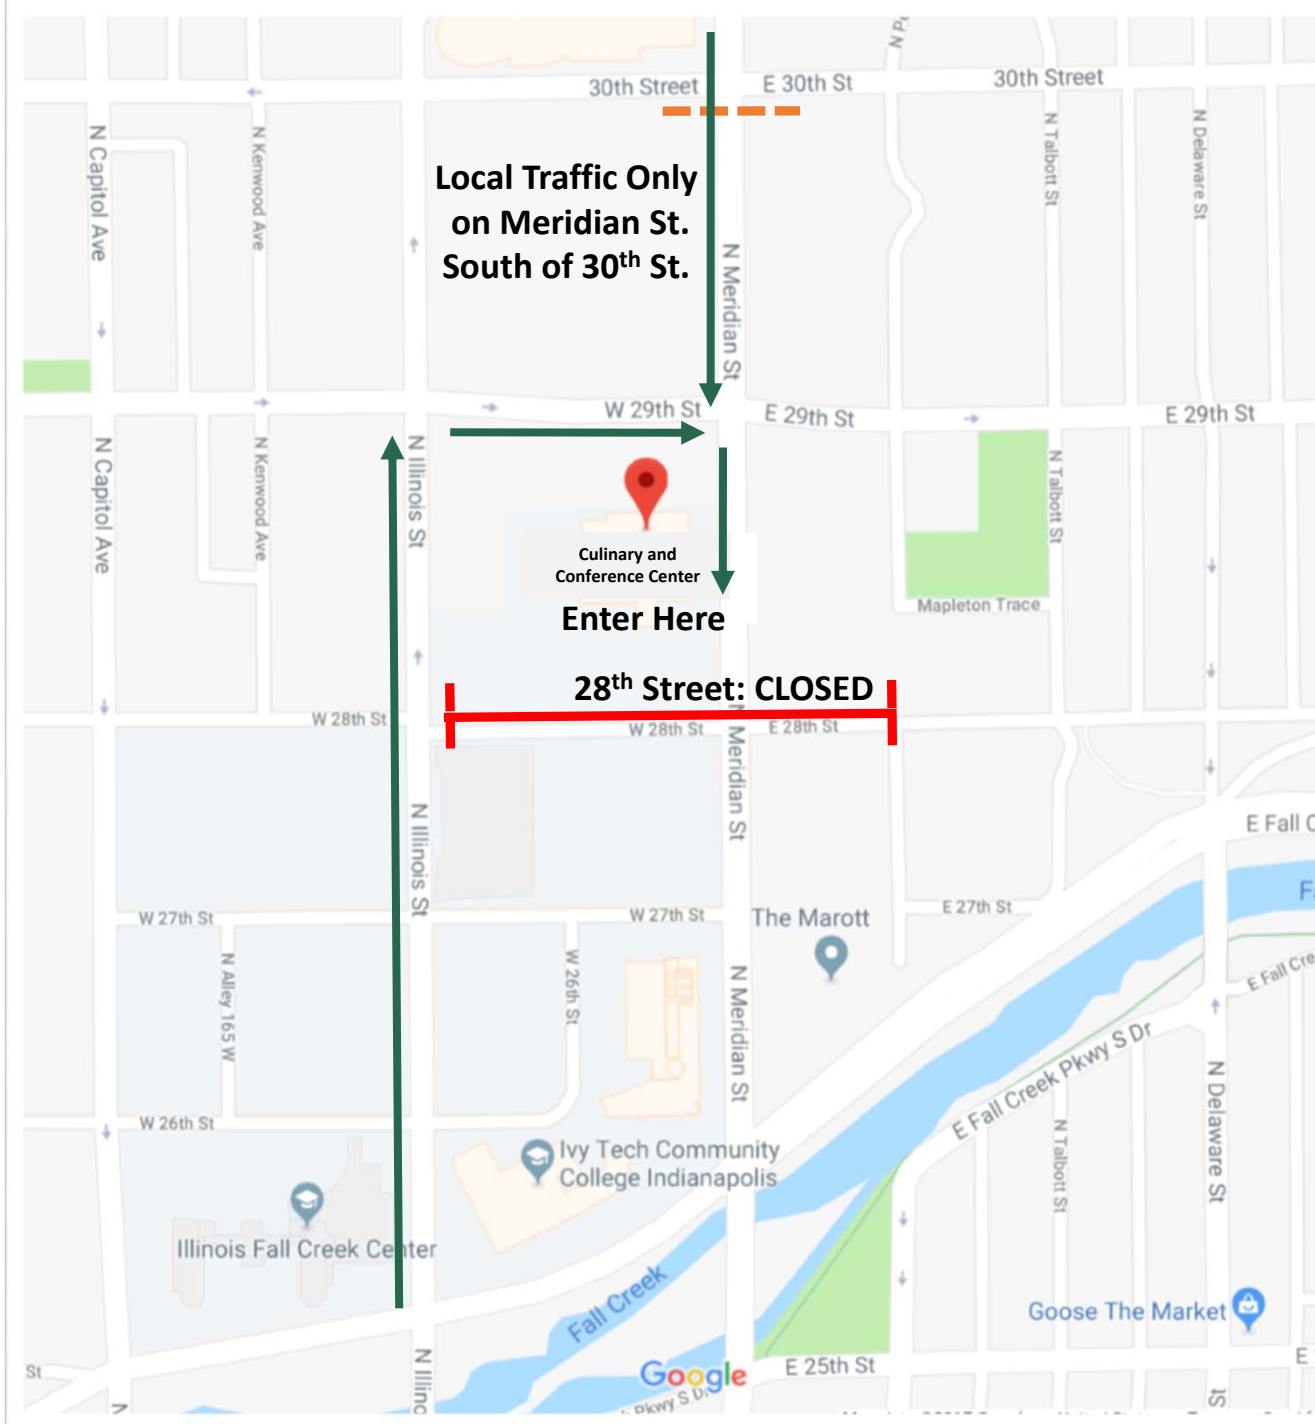 N P
30th Street
E 30th St
30th Street
N Capitol Ave
N Kenwood Ave
Local Traffic Only
on Meridian St.
South of 30th St.
N Meridian St
N Talbott St
N Delaware St
W 29th St
E 29th St
E 29th St
N Capitol Ave
N Kenwood Ave
N Illinois St
N Talbott St
Culinary and
Conference Center
Enter Here
Mapleton Trace
28th Street: CLOSED
W 28th St
W 28th St
E 28th St
N Meridian St
N Illinois St
E Fall C
F
W 27th St
W 27th St
The Marott
E 27th St
N Alley 165 W
W 26th St
N Meridian St
E Fall Cre
E Fall Creek Pkwy S Dr
N Delaware St
W 26th St
Ivy Tech Community
College Indianapolis
N Talbott St
Illinois Fall Creek Center
Fall Creek
Goose The Market
St
N Illino
Google
E 25th St
E
Pkwy S D
N
St